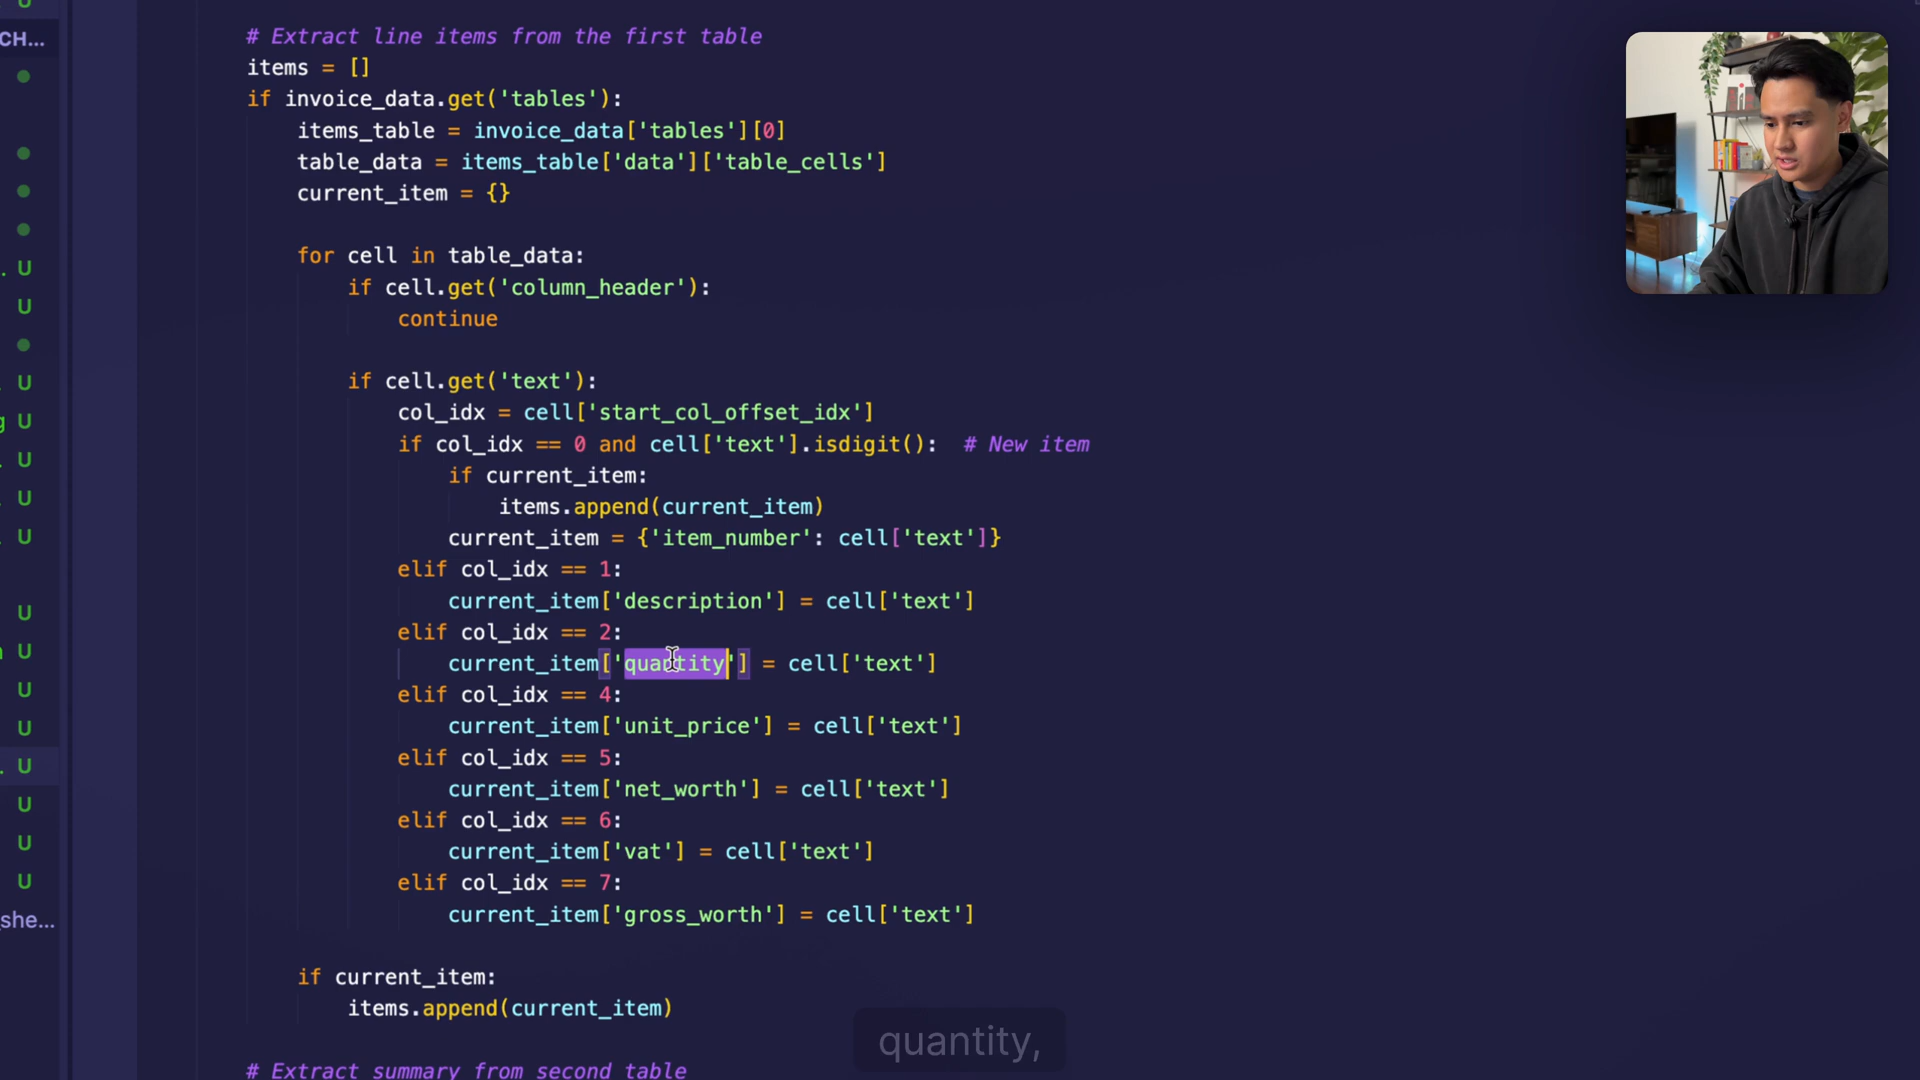 # Extract line items from the first table
CH...
items = []
if invoice_data.get('tables'):
items_table = invoice_data['tables'][0]
table_data = items_table['data']['table_cells']
current_item = {}
for cell in table_data:
. U
if cell.get('column_header'):
U
continue
U
if cell.get('text'):
col_idx = cell['start_col_offset_idx']
g U
if col_idx == 0 and cell['text'].isdigit():  # New item
U
if current_item:
U
items.append(current_item)
U
current_item = {'item_number': cell['text']}
elif col_idx == 1:
U
current_item['description'] = cell['text']
elif col_idx == 2:
U
current_item['quantity'] = cell['text']
U
elif col_idx == 4:
U
current_item['unit_price'] = cell['text']
. U
elif col_idx == 5:
current_item['net_worth'] = cell['text']
U
elif col_idx == 6:
U
current_item['vat'] = cell['text']
U
elif col_idx == 7:
she...
current_item['gross_worth'] = cell['text']
if current_item:
items.append(current_item)
quantity,
# Extract summary from second table